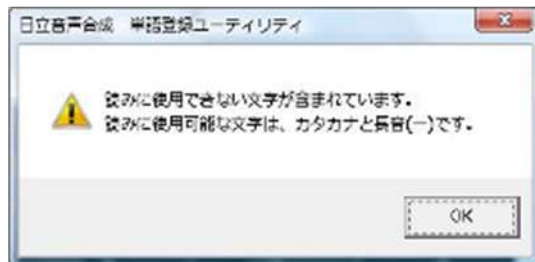 日立音声合成 単語登録ユーティリティ
読みに使用できない文字が含まれています。
読みに使用可能な文字は、カタカナと長音(ー)です。
OK